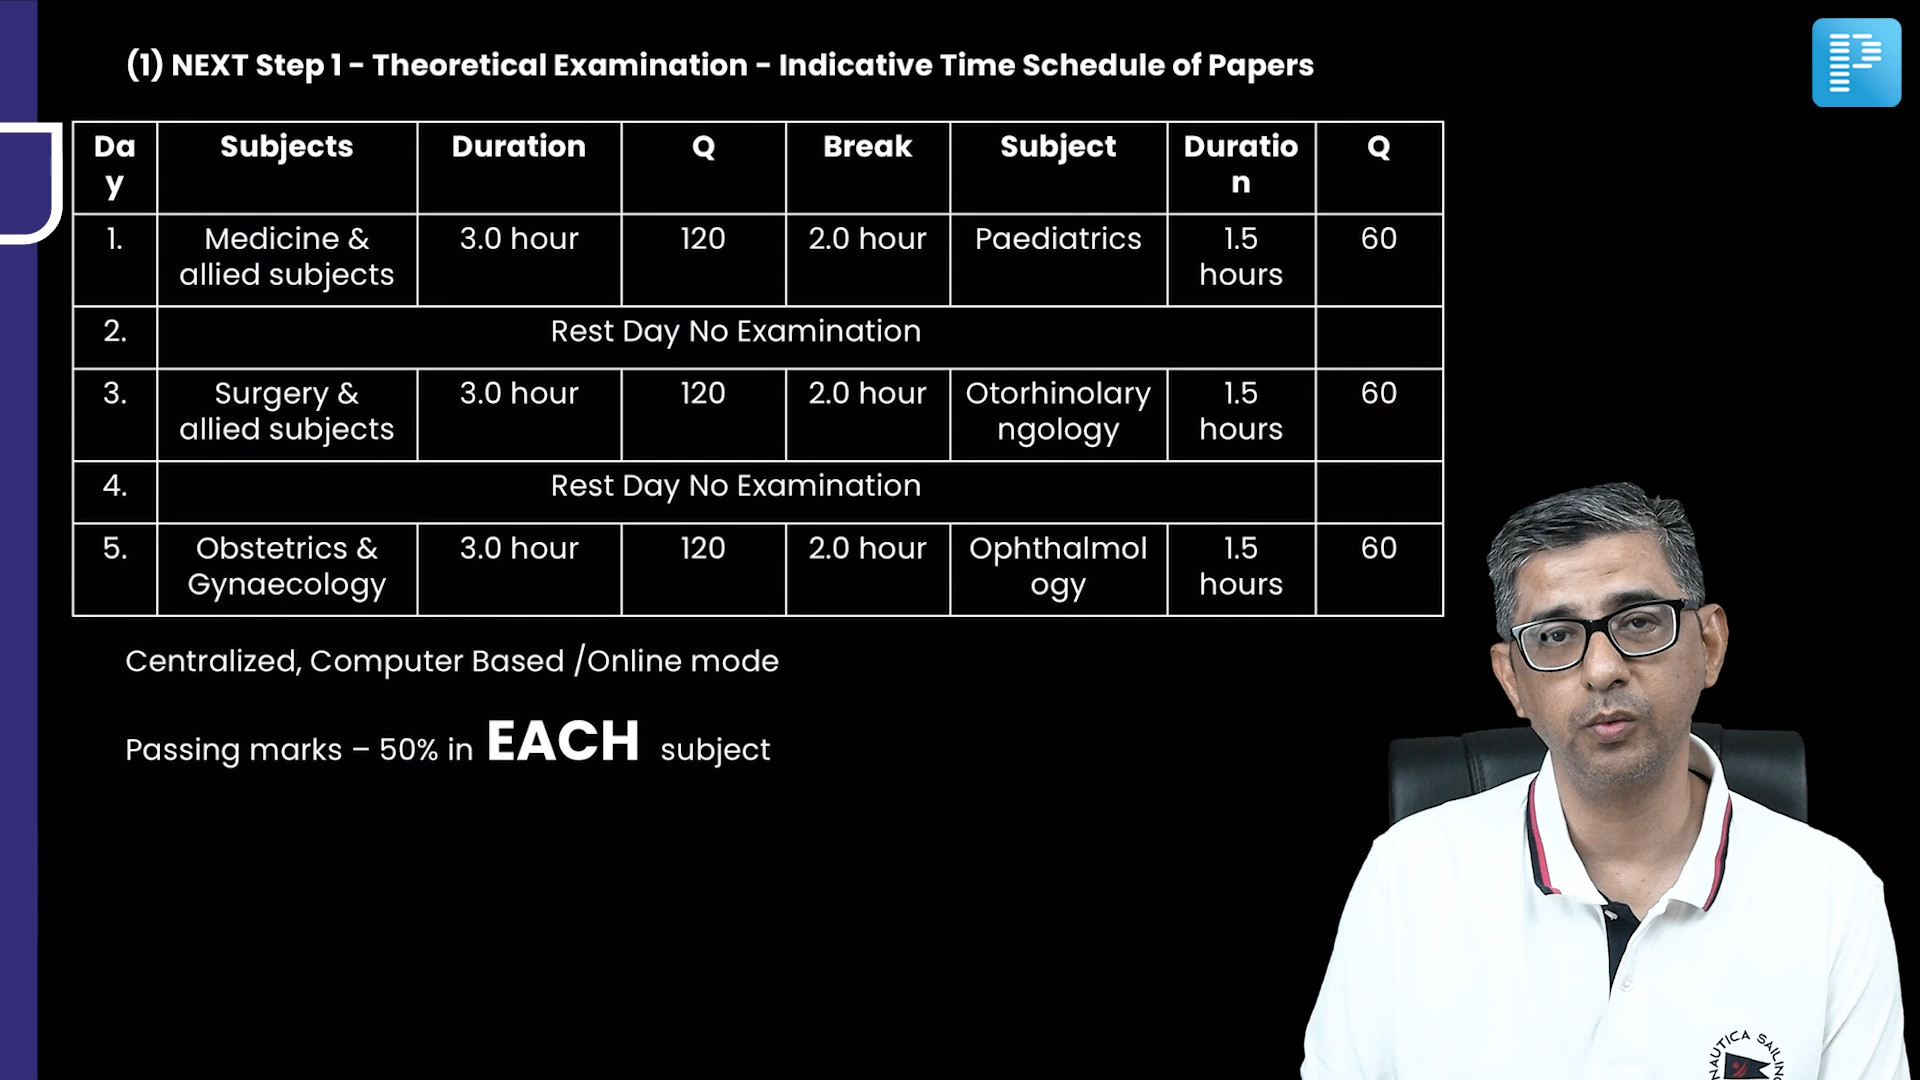 (1) NEXT Step 1 - Theoretical Examination - Indicative Time Schedule of Papers
Da
y
Subjects
Duration
Q
Break
Subject
Duratio
n
Q
1.
Medicine &
allied subjects
3.0 hour
120
2.0 hour
Paediatrics
1.5
hours
60
2.
Rest Day No Examination
3.
Surgery &
allied subjects
3.0 hour
120
2.0 hour
Otorhinolary
ngology
1.5
hours
60
4.
Rest Day No Examination
5.
Obstetrics &
Gynaecology
3.0 hour
120
2.0 hour
Ophthalmol
ogy
1.5
hours
60
Centralized, Computer Based /Online mode
Passing marks – 50% in EACH subject
NAUTICA SAILING